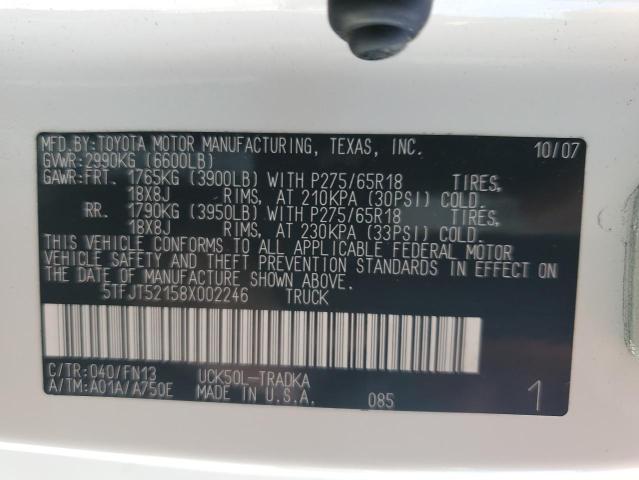 MFD.BY:TOYOTA MOTOR MANUFACTURING, TEXAS, INC. 10/07
GVWR:2990KG (6600LB)
GAWR:FRT. 1765KG (3900LB) WITH P275/65R18 TIRES,
18X8J RIMS, AT 210KPA (30PSI) COLD.
RR. 1790KG (3950LB) WITH P275/65R18 TIRES,
18X8J RIMS, AT 230KPA (33PSI) COLD.
THIS VEHICLE CONFORMS TO ALL APPLICABLE FEDERAL MOTOR
VEHICLE SAFETY AND THEFT PREVENTION STANDARDS IN EFFECT
ON THE DATE OF MANUFACTURE SHOWN ABOVE.
5TFJT52158X002246 TRUCK
C/TR:040/FN13 UCK50L-TRADKA
A/TM:A01A/A750E MADE IN U.S.A. 085 1